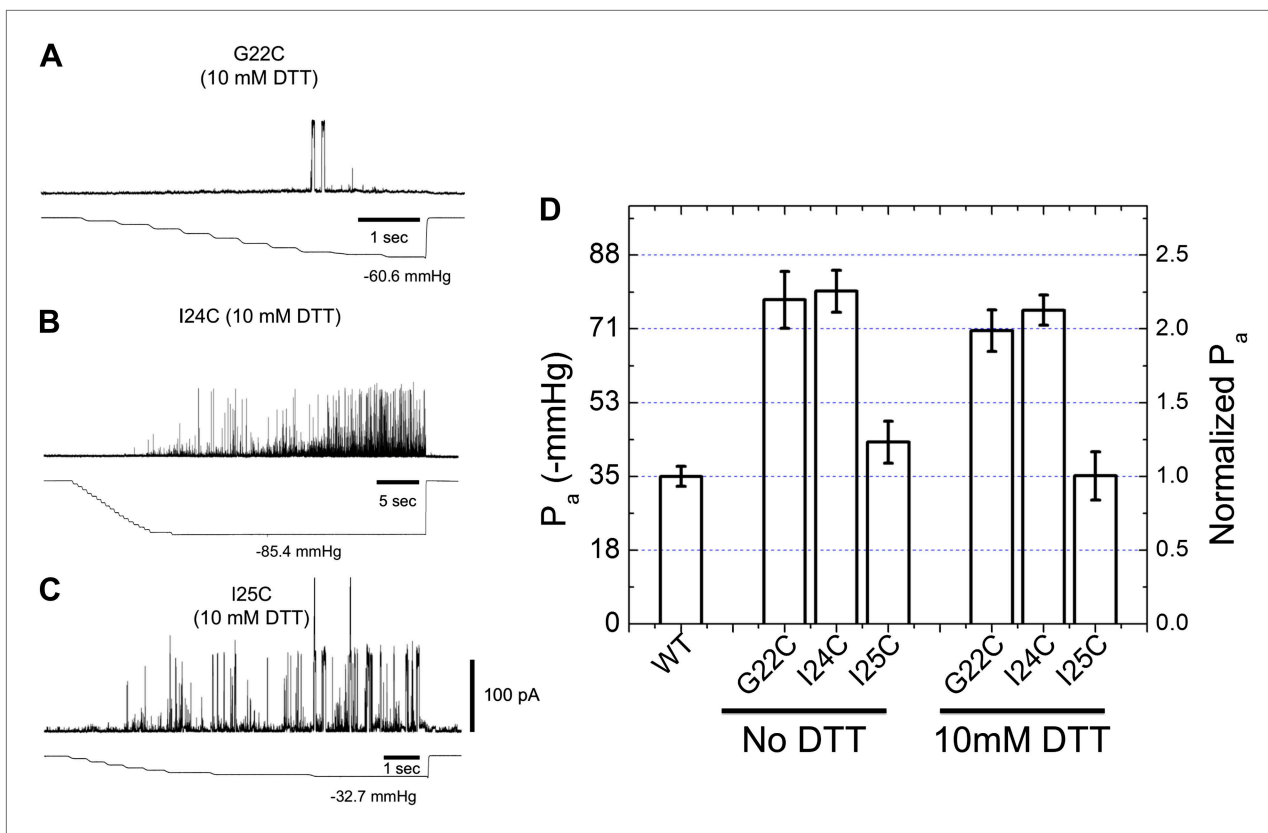 A
G22C
(10 mM DTT)
1 sec
-60.6 mmHg
B
I24C (10 mM DTT)
5 sec
-85.4 mmHg
C
I25C
(10 mM DTT)
100 pA
1 sec
-32.7 mmHg
D
Pa (-mmHg)
88
71
53
35
18
0
Normalized Pa
2.5
2.0
1.5
1.0
0.5
0.0
WT
G22C
I24C
I25C
G22C
I24C
I25C
No DTT
10mM DTT